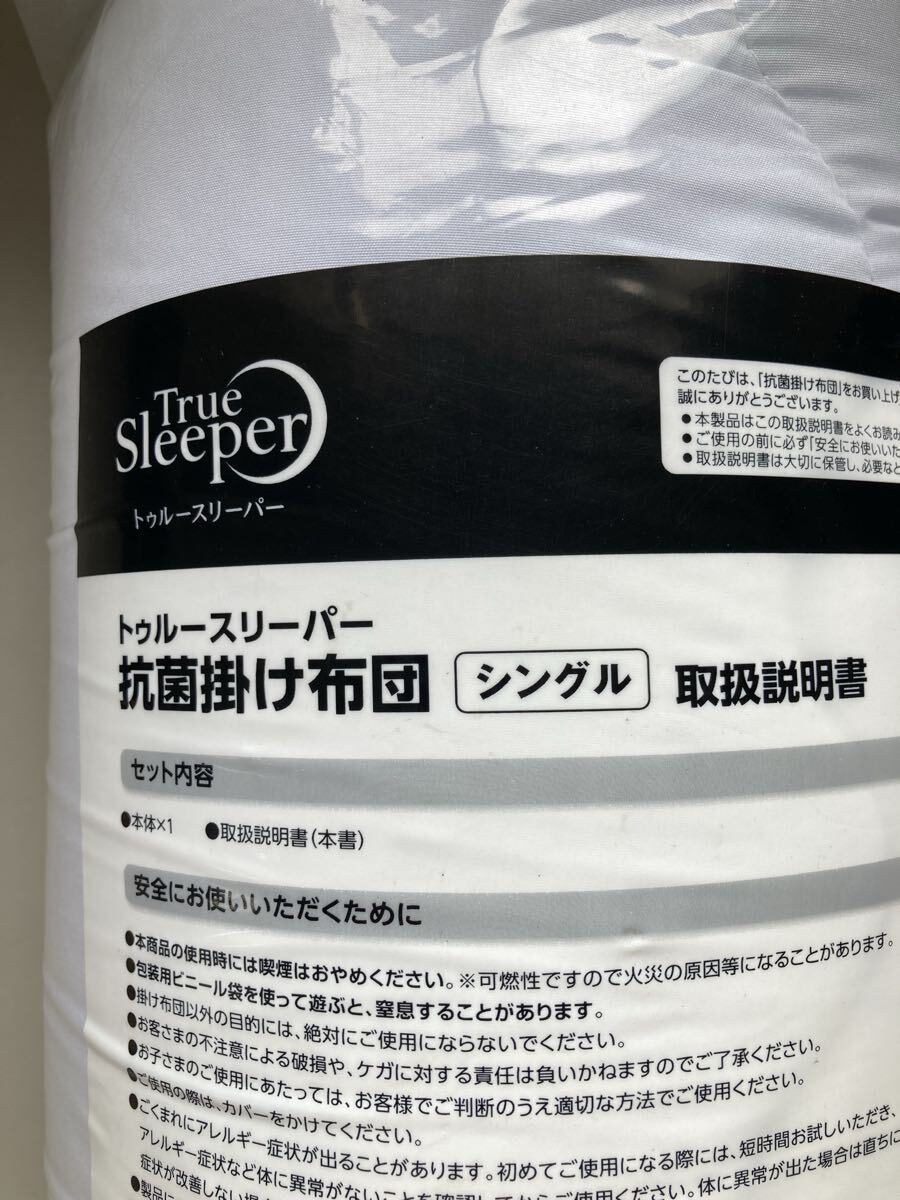 True
Sleeper
トゥルースリーパー
このたびは、「抗菌掛け布団」をお買い上げ
誠にありがとうございます。
●本製品はこの取扱説明書をよくお読み
●ご使用の前に必ず「安全にお使いいた
●取扱説明書は大切に保管し、必要など
トゥルースリーパー
抗菌掛け布団 シングル 取扱説明書
セット内容
●本体×1 ●取扱説明書(本書)
安全にお使いいただくために
●本商品の使用時には喫煙はおやめください。※可燃性ですので火災の原因等になることがあります。
●包装用ビニール袋を使って遊ぶと、窒息することがあります。
●掛け布団以外の目的には、絶対にご使用にならないでください。
●お客さまの不注意による破損や、ケガに対する責任は負いかねますのでご了承ください。
●お子さまのご使用にあたっては、お客様でご判断のうえ適切な方法でご使用ください。
●ご使用の際は、カバーをかけてください。
●ごくまれにアレルギー症状が出ることがあります。初めてご使用になる際には、短時間お試しいただき、
アレルギー症状など体に異常がないことを確認してからご使用ください。体に異常が出た場合は直ちに
症状が改善しない場
●製品に